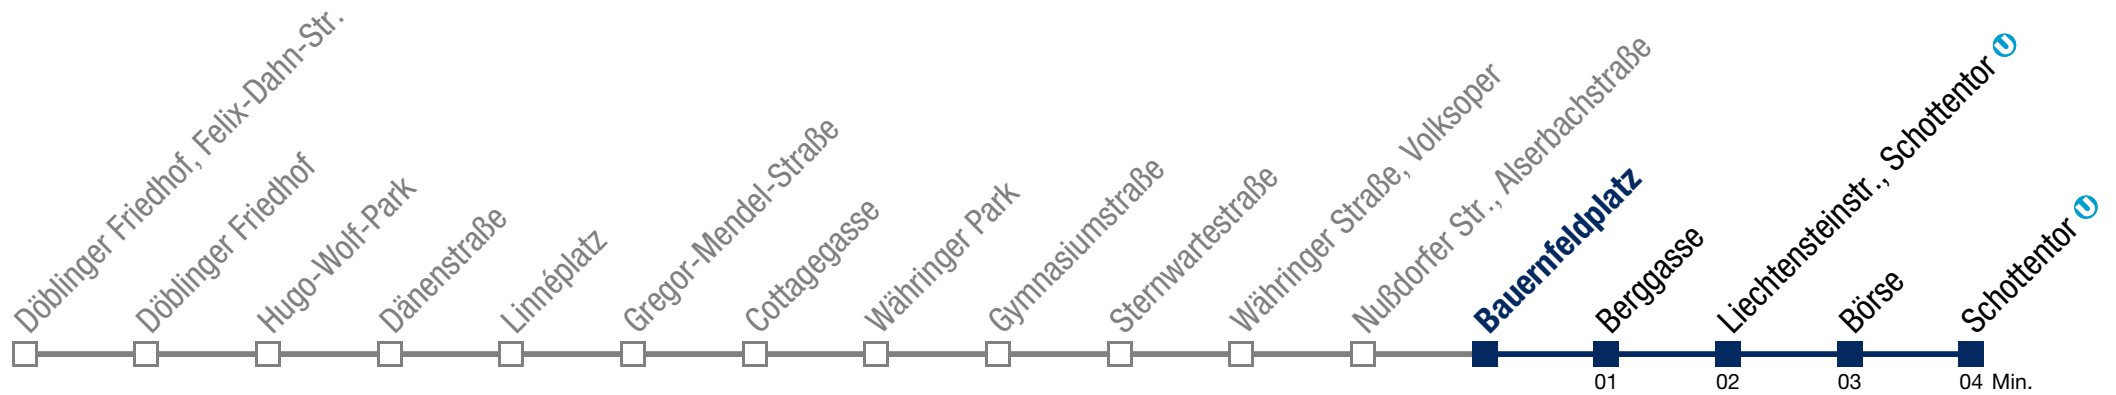 Döblinger Friedhof, Felix-Dahn-Str.
Döblinger Friedhof
Hugo-Wolf-Park
Dänenstraße
Linnéplatz
Gregor-Mendel-Straße
Cottagegasse
Währinger Park
Gymnasiumstraße
Sternwartestraße
Währinger Straße, Volksoper
Nußdorfer Str., Alserbachstraße
Bauernfeldplatz
Berggasse
Liechtensteinstr., Schottentor U
Börse
Schottentor U
01 02 03 04 Min.